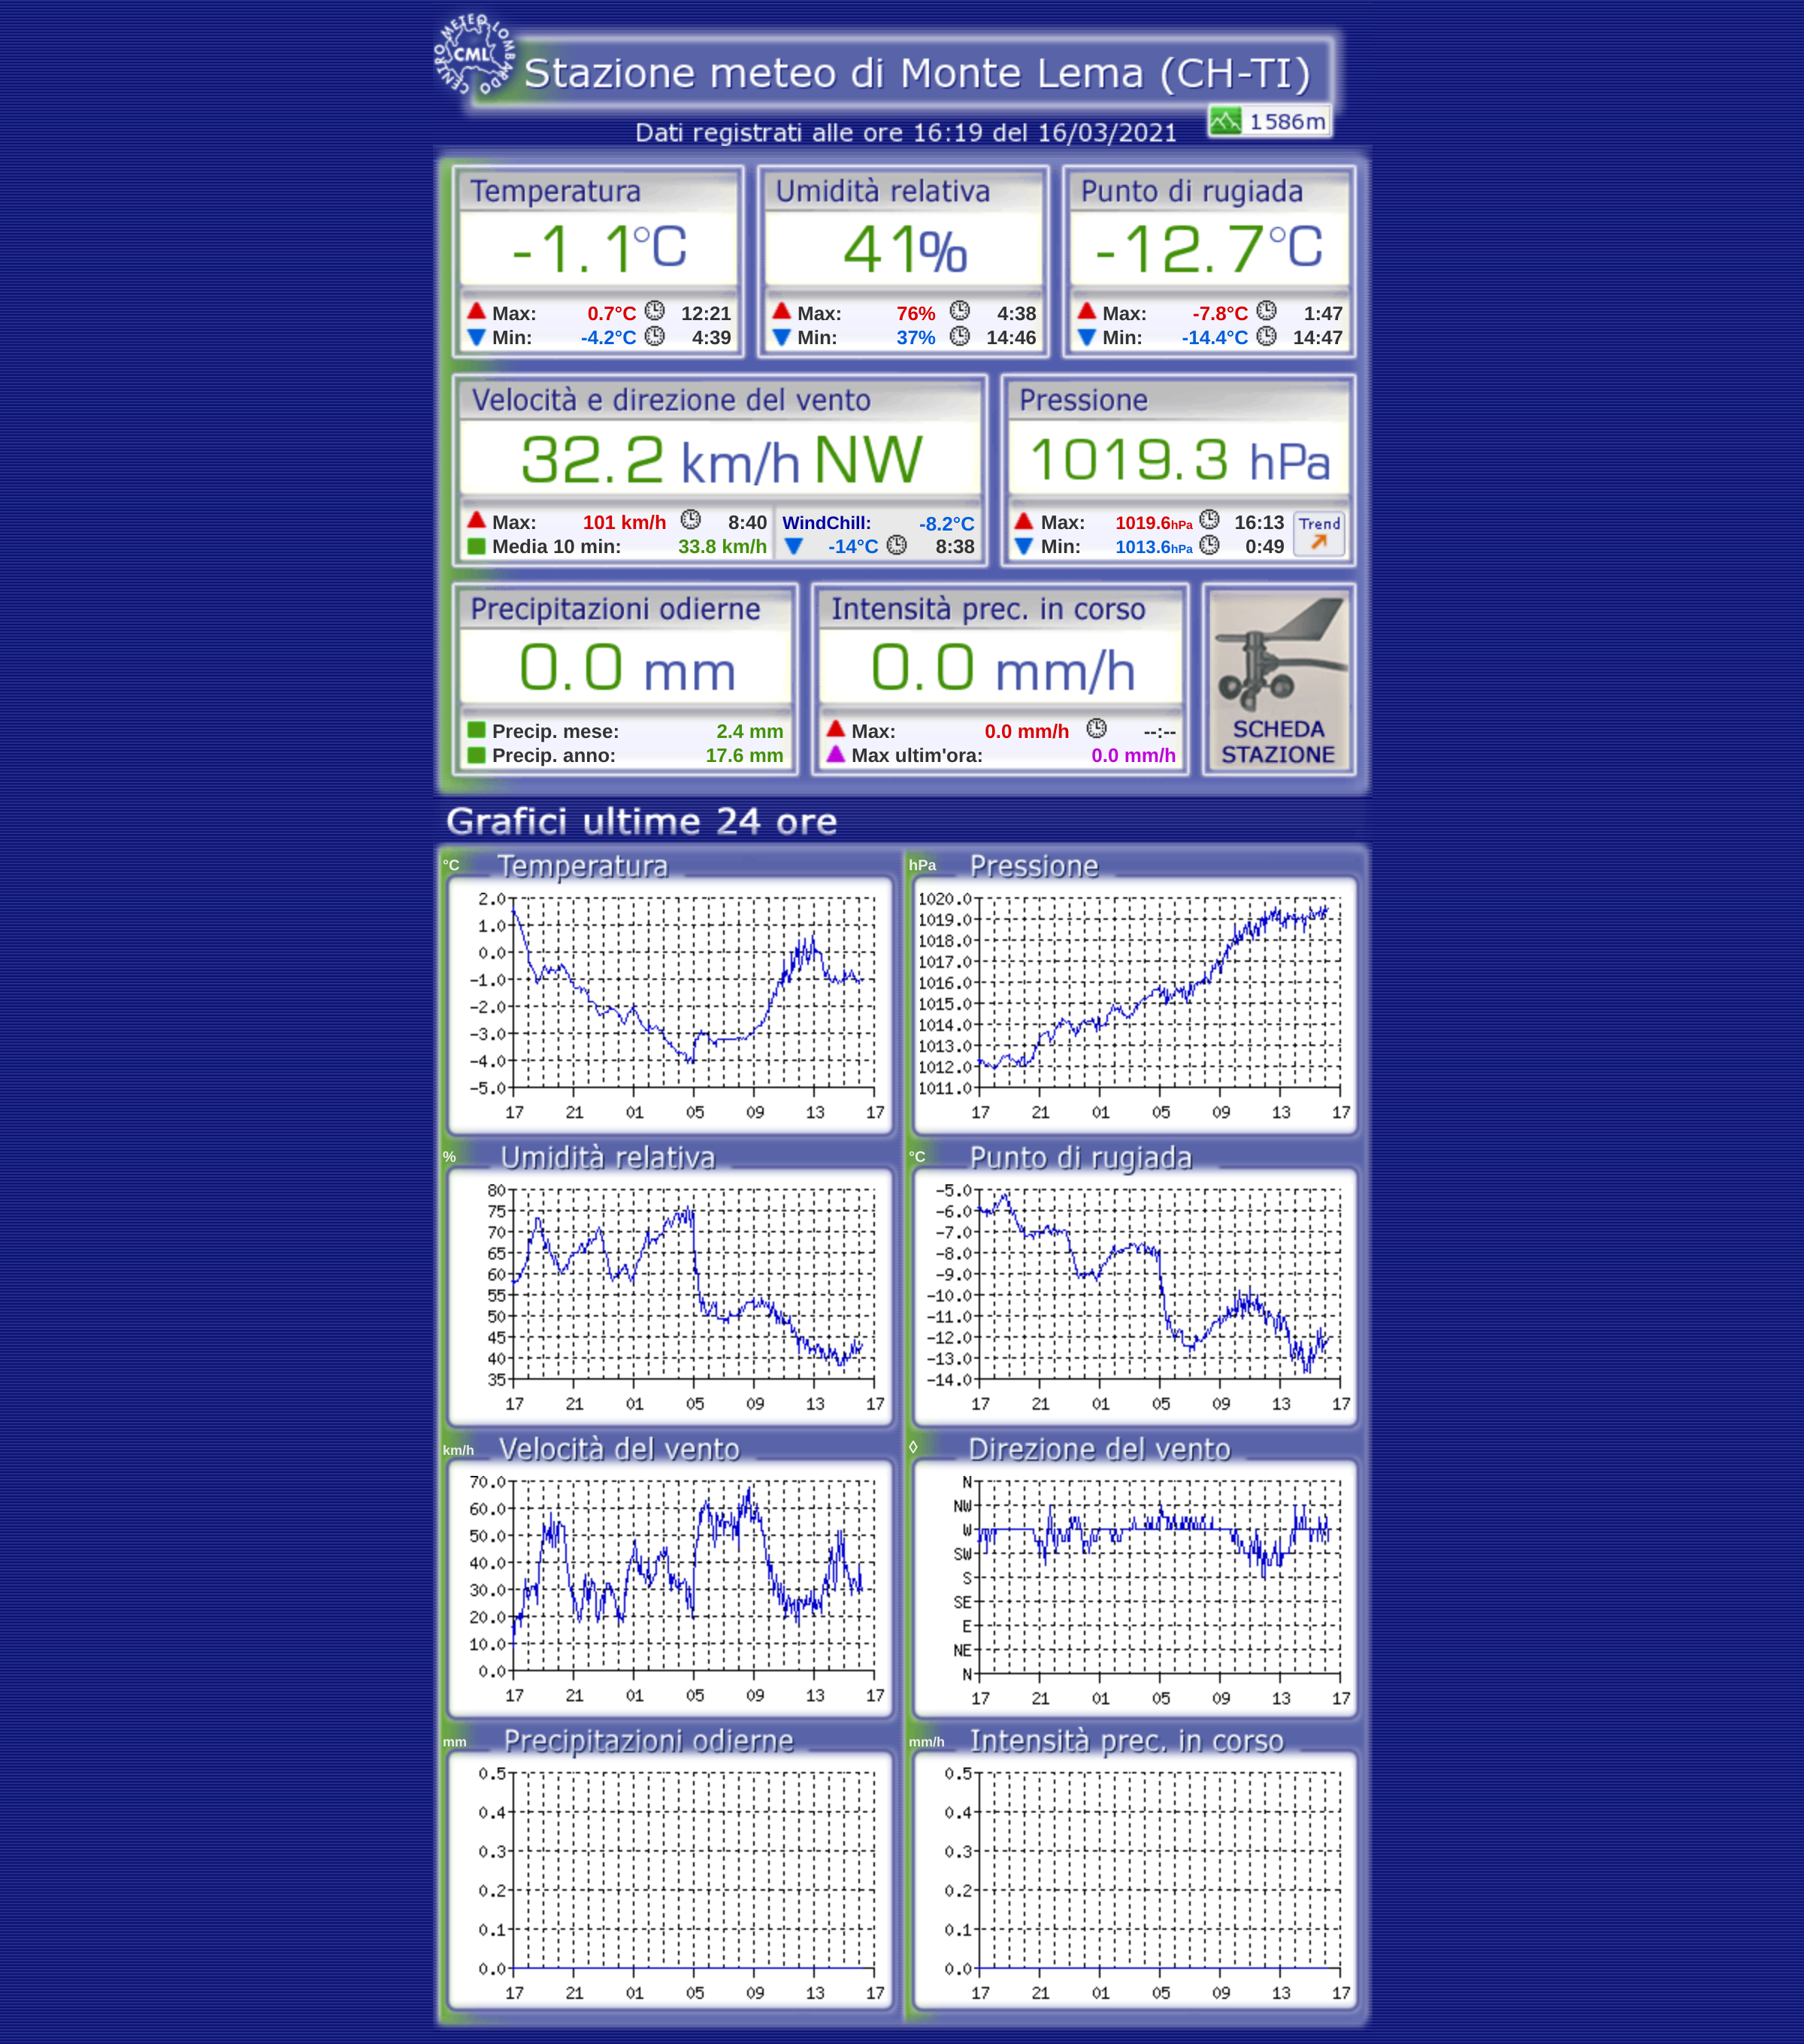 CENTRO METEO LOMBARDO
CML
Stazione meteo di Monte Lema (CH-TI)
1586m
Dati registrati alle ore 16:19 del 16/03/2021
Temperatura
-1.1°C
Max: 0.7°C 12:21
Min: -4.2°C 4:39
Umidità relativa
41%
Max: 76% 4:38
Min: 37% 14:46
Punto di rugiada
-12.7°C
Max: -7.8°C 1:47
Min: -14.4°C 14:47
Velocità e direzione del vento
32.2 km/h NW
Max: 101 km/h 8:40
Media 10 min: 33.8 km/h
WindChill: -8.2°C
-14°C 8:38
Pressione
1019.3 hPa
Max: 1019.6hPa 16:13
Min: 1013.6hPa 0:49
Trend
Precipitazioni odierne
0.0 mm
Precip. mese: 2.4 mm
Precip. anno: 17.6 mm
Intensità prec. in corso
0.0 mm/h
Max: 0.0 mm/h --:--
Max ultim'ora: 0.0 mm/h
SCHEDA
STAZIONE
Grafici ultime 24 ore
°C Temperatura
2.0
1.0
0.0
-1.0
-2.0
-3.0
-4.0
-5.0
17 21 01 05 09 13 17
hPa Pressione
1020.0
1019.0
1018.0
1017.0
1016.0
1015.0
1014.0
1013.0
1012.0
1011.0
17 21 01 05 09 13 17
% Umidità relativa
80
75
70
65
60
55
50
45
40
35
17 21 01 05 09 13 17
°C Punto di rugiada
-5.0
-6.0
-7.0
-8.0
-9.0
-10.0
-11.0
-12.0
-13.0
-14.0
17 21 01 05 09 13 17
km/h Velocità del vento
70.0
60.0
50.0
40.0
30.0
20.0
10.0
0.0
17 21 01 05 09 13 17
◊ Direzione del vento
N
NW
W
SW
S
SE
E
NE
N
17 21 01 05 09 13 17
mm Precipitazioni odierne
0.5
0.4
0.3
0.2
0.1
0.0
17 21 01 05 09 13 17
mm/h Intensità prec. in corso
0.5
0.4
0.3
0.2
0.1
0.0
17 21 01 05 09 13 17